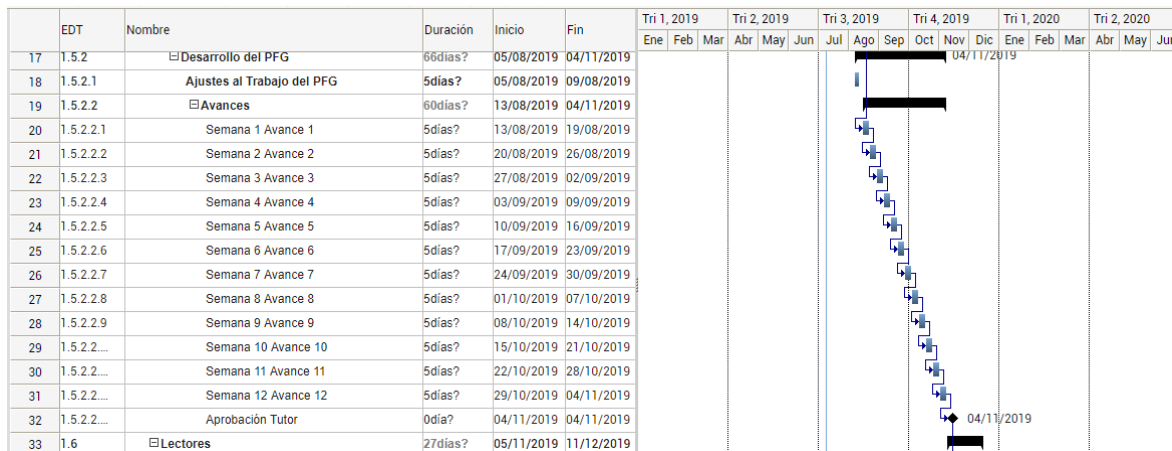 Tri 1, 2019 Tri 2, 2019 Tri 3, 2019 Tri 4, 2019 Tri 1, 2020 Tri 2, 2020
EDT Nombre Duración Inicio Fin
Ene Feb Mar Abr May Jun Jul Ago Sep Oct Nov Dic Ene Feb Mar Abr May Jun
17 1.5.2 Desarrollo del PFG 66días? 05/08/2019 04/11/2019 04/11/2019
18 1.5.2.1 Ajustes al Trabajo del PFG 5días? 05/08/2019 09/08/2019
19 1.5.2.2 Avances 60días? 13/08/2019 04/11/2019
20 1.5.2.2.1 Semana 1 Avance 1 5días? 13/08/2019 19/08/2019
21 1.5.2.2.2 Semana 2 Avance 2 5días? 20/08/2019 26/08/2019
22 1.5.2.2.3 Semana 3 Avance 3 5días? 27/08/2019 02/09/2019
23 1.5.2.2.4 Semana 4 Avance 4 5días? 03/09/2019 09/09/2019
24 1.5.2.2.5 Semana 5 Avance 5 5días? 10/09/2019 16/09/2019
25 1.5.2.2.6 Semana 6 Avance 6 5días? 17/09/2019 23/09/2019
26 1.5.2.2.7 Semana 7 Avance 7 5días? 24/09/2019 30/09/2019
27 1.5.2.2.8 Semana 8 Avance 8 5días? 01/10/2019 07/10/2019
28 1.5.2.2.9 Semana 9 Avance 9 5días? 08/10/2019 14/10/2019
29 1.5.2.2.... Semana 10 Avance 10 5días? 15/10/2019 21/10/2019
30 1.5.2.2.... Semana 11 Avance 11 5días? 22/10/2019 28/10/2019
31 1.5.2.2.... Semana 12 Avance 12 5días? 29/10/2019 04/11/2019
32 1.5.2.2.... Aprobación Tutor 0día? 04/11/2019 04/11/2019 04/11/2019
33 1.6 Lectores 27días? 05/11/2019 11/12/2019